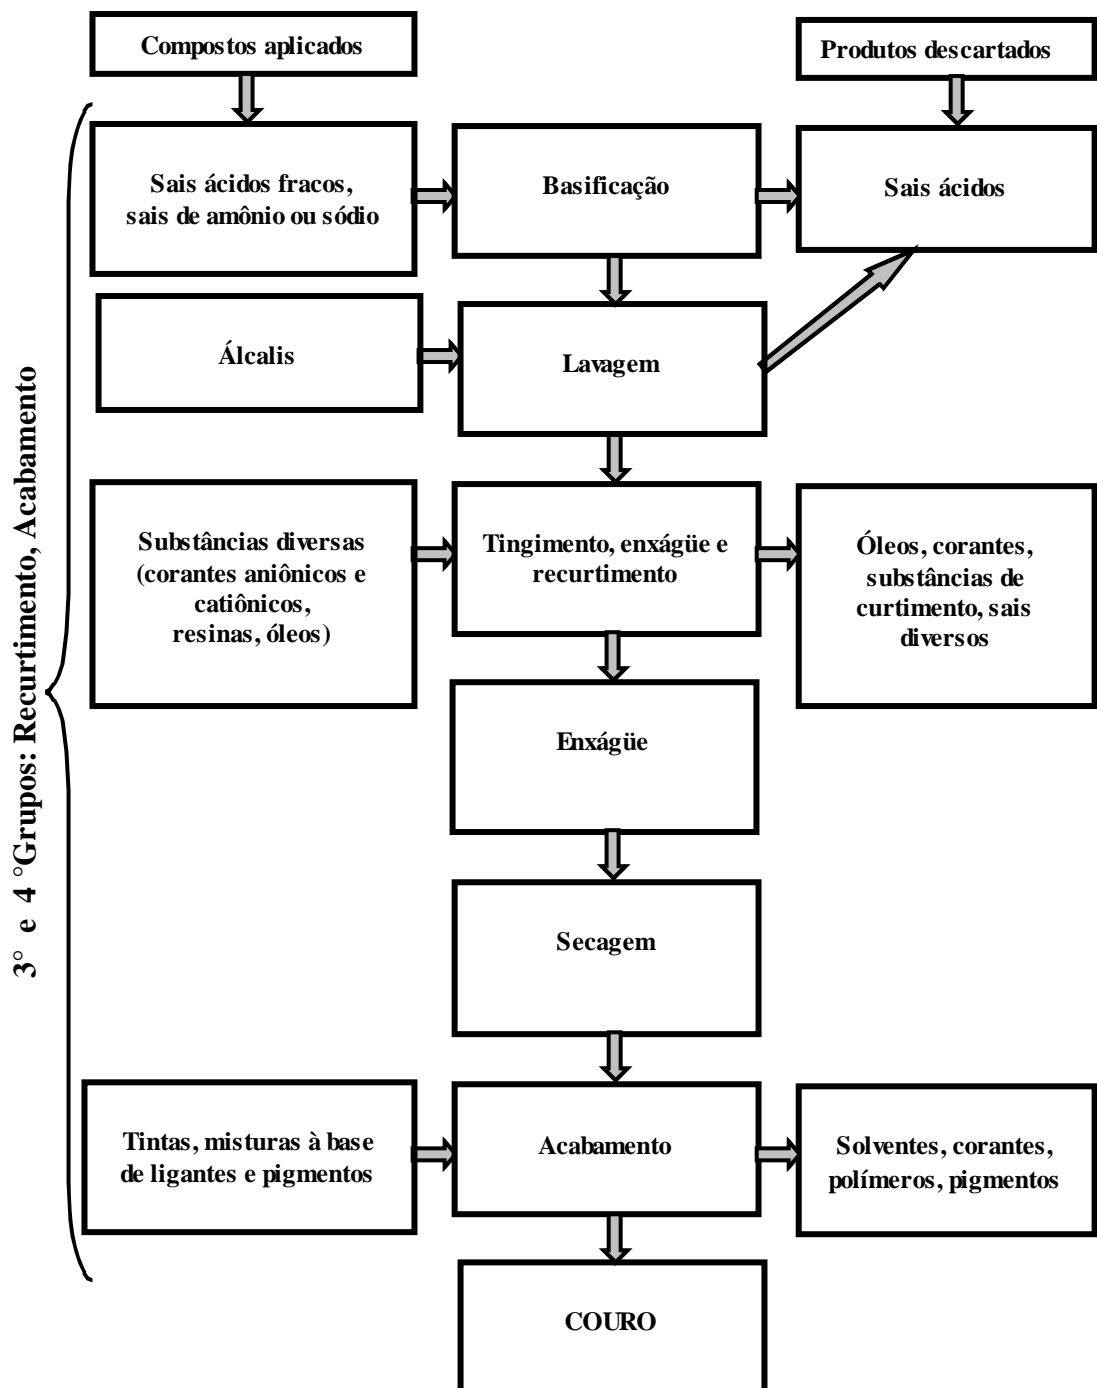 Compostos aplicados
Produtos descartados
Sais ácidos fracos,
sais de amônio ou sódio
Basificação
Sais ácidos
Álcalis
Lavagem
Substâncias diversas
(corantes aniônicos e
catiônicos,
resinas, óleos)
Tingimento, enxágüe e
recurtimento
Óleos, corantes,
substâncias de
curtimento, sais
diversos
Enxágüe
Secagem
Tintas, misturas à base
de ligantes e pigmentos
Acabamento
Solventes, corantes,
polímeros, pigmentos
COURO
3° e 4 °Grupos: Recurtimento, Acabamento